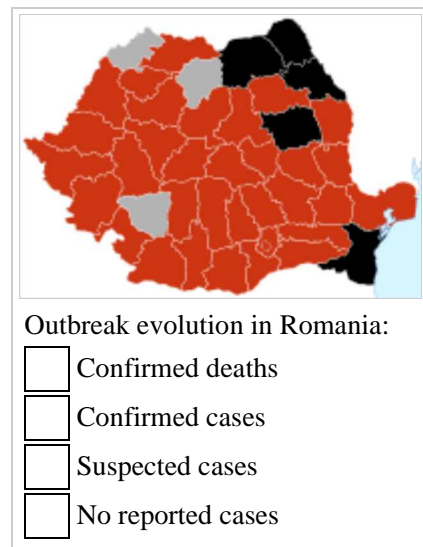 Outbreak evolution in Romania:
Confirmed deaths
Confirmed cases
Suspected cases
No reported cases